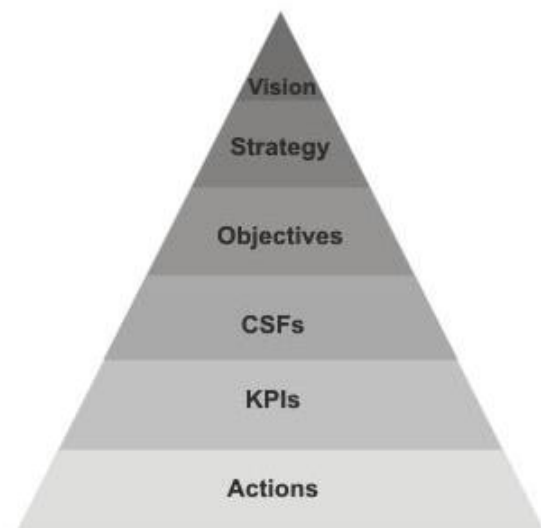 Vision
Strategy
Objectives
CSFs
KPIs
Actions